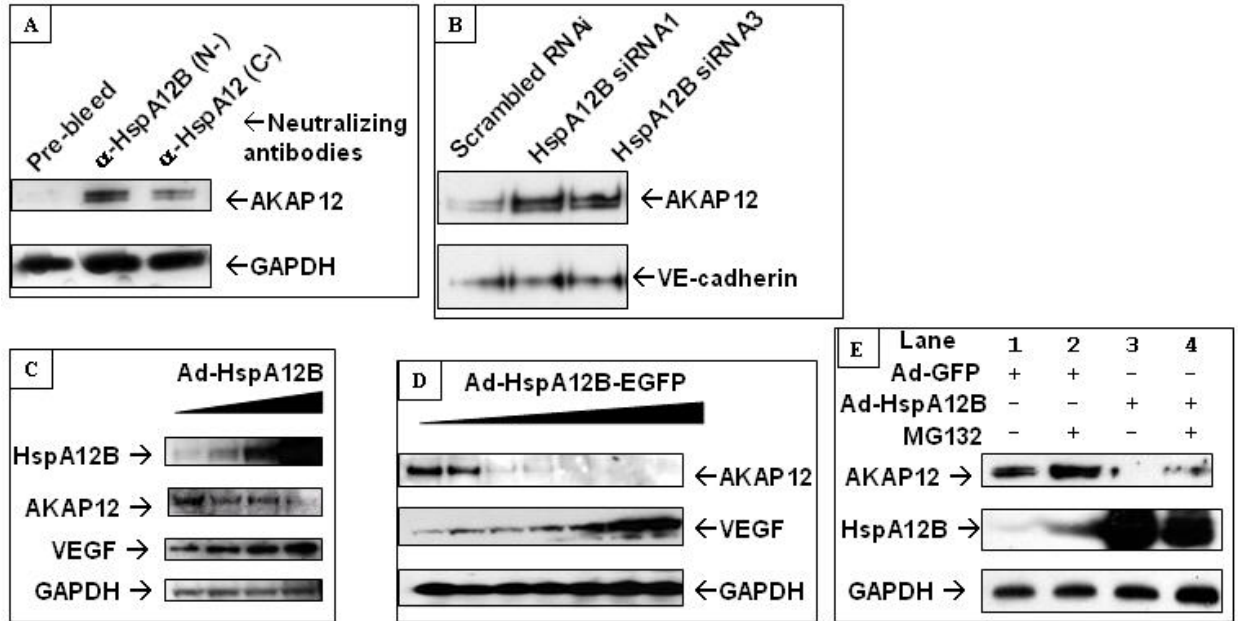 A
Pre-bleed
α-HspA12B (N-)
α-HspA12 (C-)
←Neutralizing
antibodies
←AKAP12
←GAPDH
B
Scrambled RNAi
HspA12B siRNA1
HspA12B siRNA3
←AKAP12
←VE-cadherin
C
Ad-HspA12B
HspA12B →
AKAP12 →
VEGF →
GAPDH →
D
Ad-HspA12B-EGFP
←AKAP12
←VEGF
←GAPDH
E
Lane 1 2 3 4
Ad-GFP + + – –
Ad-HspA12B – – + +
MG132 – + – +
AKAP12 →
HspA12B→
GAPDH →